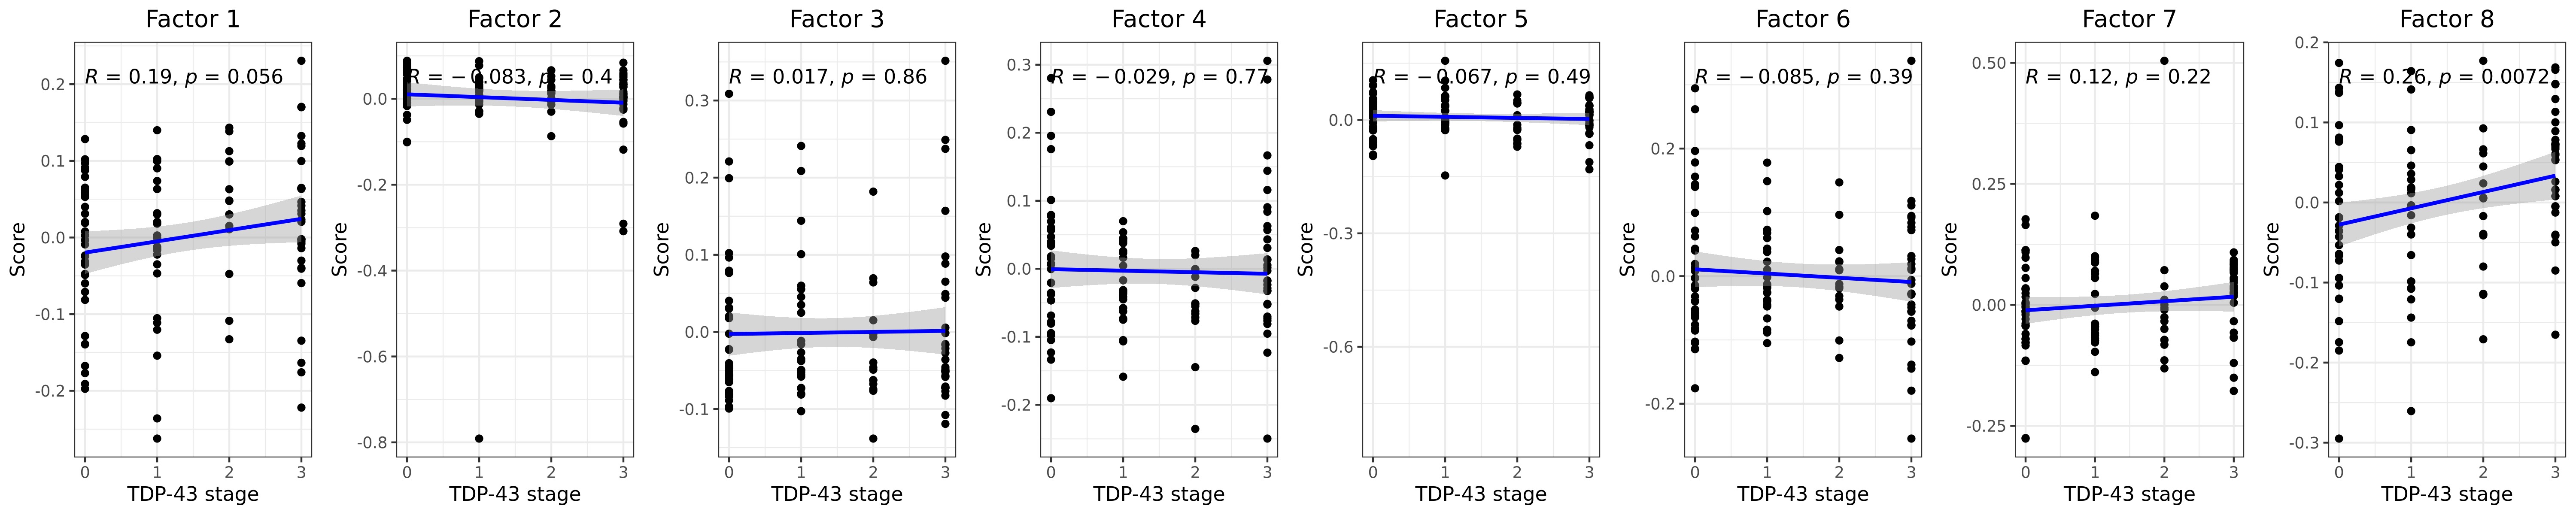 Factor 1 Factor 2 Factor 3 Factor 4 Factor 5 Factor 6 Factor 7 Factor 8
R = 0.19, p = 0.056
0.2
0.1
0.0
-0.1
-0.2
Score
0 1 2 3
TDP-43 stage
R = −0.083, p = 0.4
0.0
-0.2
-0.4
-0.6
-0.8
Score
0 1 2 3
TDP-43 stage
R = 0.017, p = 0.86
0.3
0.2
0.1
0.0
-0.1
Score
0 1 2 3
TDP-43 stage
R = −0.029, p = 0.77
0.3
0.2
0.1
0.0
-0.1
-0.2
Score
0 1 2 3
TDP-43 stage
R = −0.067, p = 0.49
0.0
-0.3
-0.6
Score
0 1 2 3
TDP-43 stage
R = −0.085, p = 0.39
0.2
0.0
-0.2
Score
0 1 2 3
TDP-43 stage
R = 0.12, p = 0.22
0.50
0.25
0.00
-0.25
Score
0 1 2 3
TDP-43 stage
R = 0.26, p = 0.0072
0.2
0.1
0.0
-0.1
-0.2
-0.3
Score
0 1 2 3
TDP-43 stage